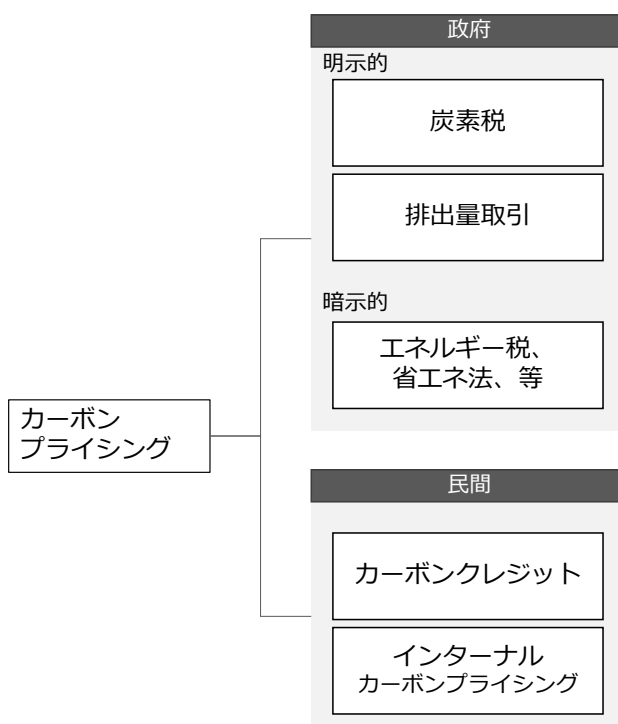 政府
明示的
炭素税
排出量取引
暗示的
エネルギー税、
省エネ法、等
カーボン
プライシング
民間
カーボンクレジット
インターナル
カーボンプライシング